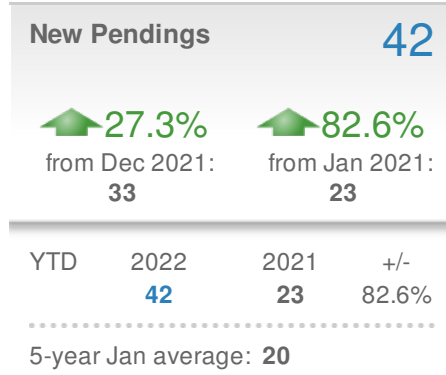 New Pendings 42
27.3% 82.6%
from Dec 2021: from Jan 2021:
33 23
YTD 2022 2021 +/-
42 23 82.6%
5-year Jan average: 20